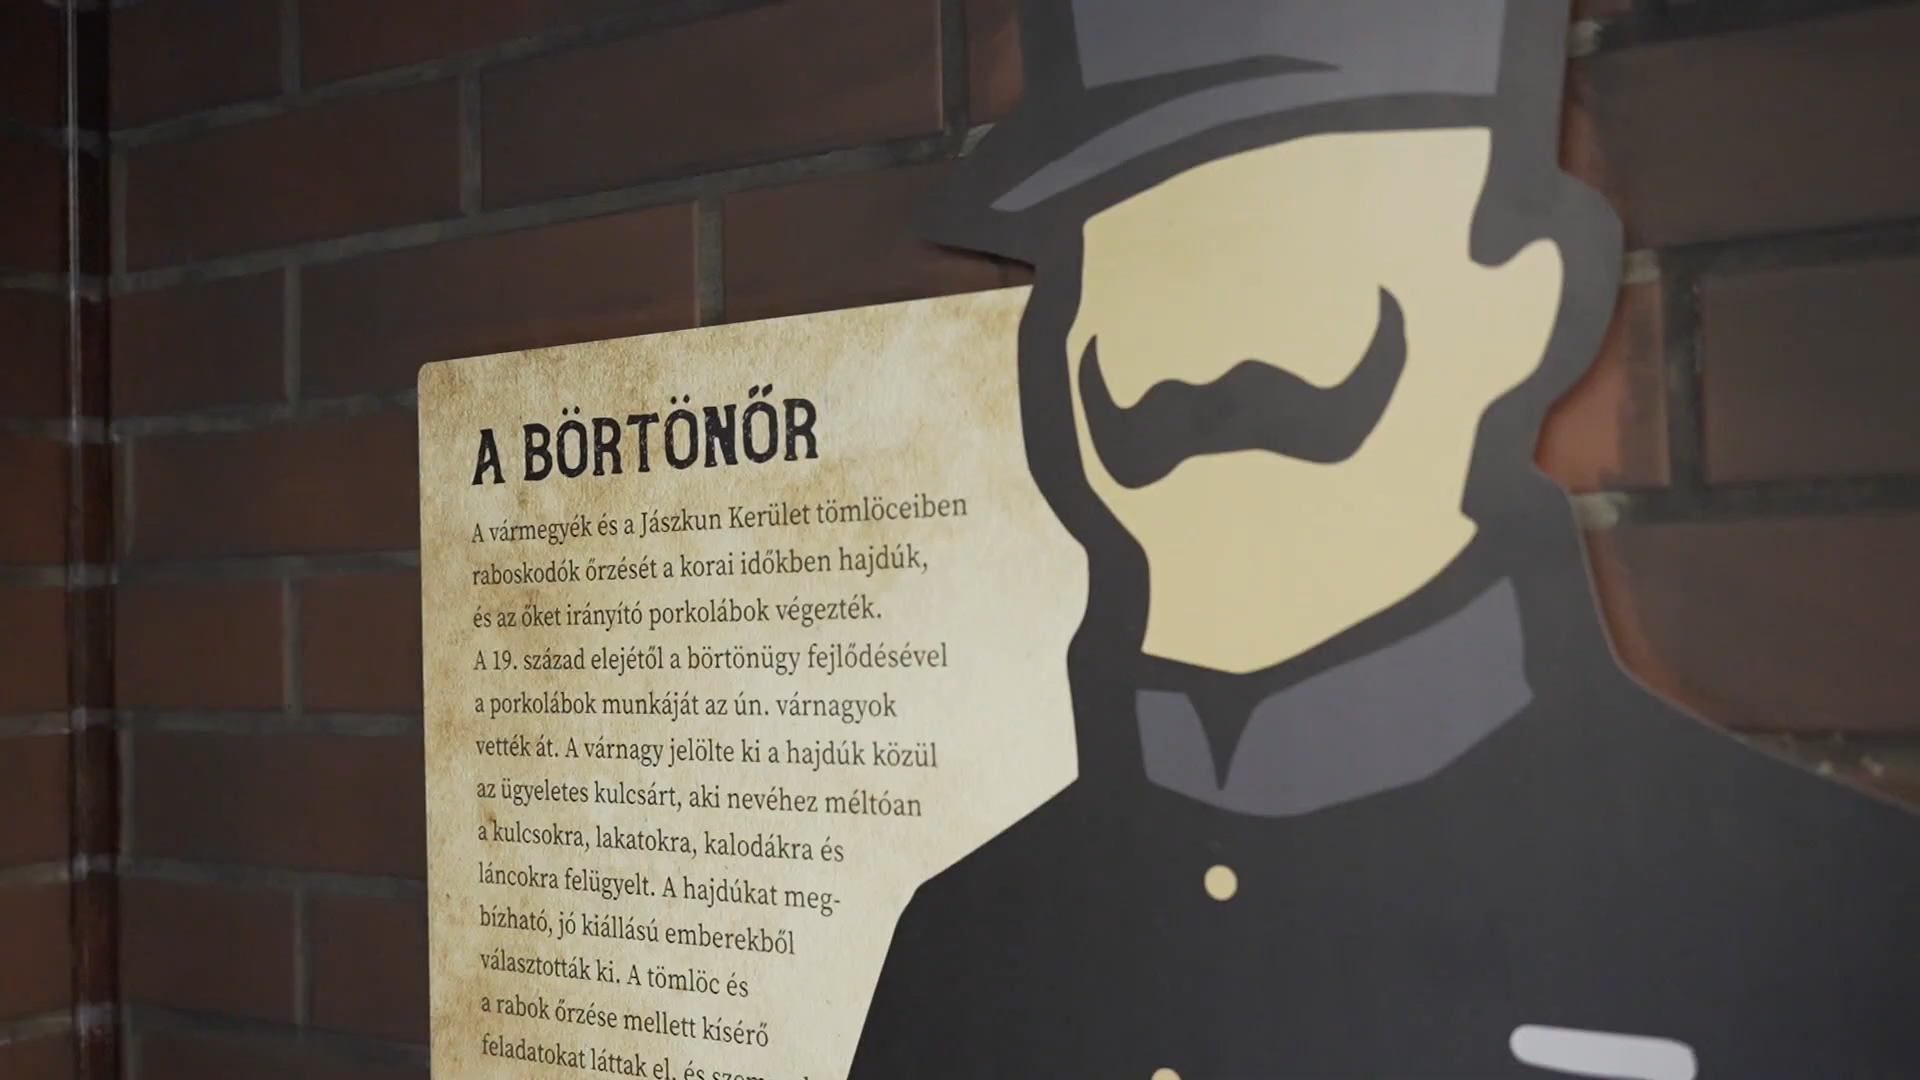 A BÖRTÖNŐR
A vármegyék és a Jászkun Kerület tömlöceiben
raboskodók őrzését a korai időkben hajdúk,
és az őket irányító porkolábok végezték.
A 19. század elejétől a börtönügy fejlődésével
a porkolábok munkáját az ún. várnagyok
vették át. A várnagy jelölte ki a hajdúk közül
az ügyeletes kulcsárt, aki nevéhez méltóan
a kulcsokra, lakatokra, kalodákra és
láncokra felügyelt. A hajdúkat meg-
bízható, jó kiállású emberekből
választották ki. A tömlöc és
a rabok őrzése mellett kísérő
feladatokat láttak el, és